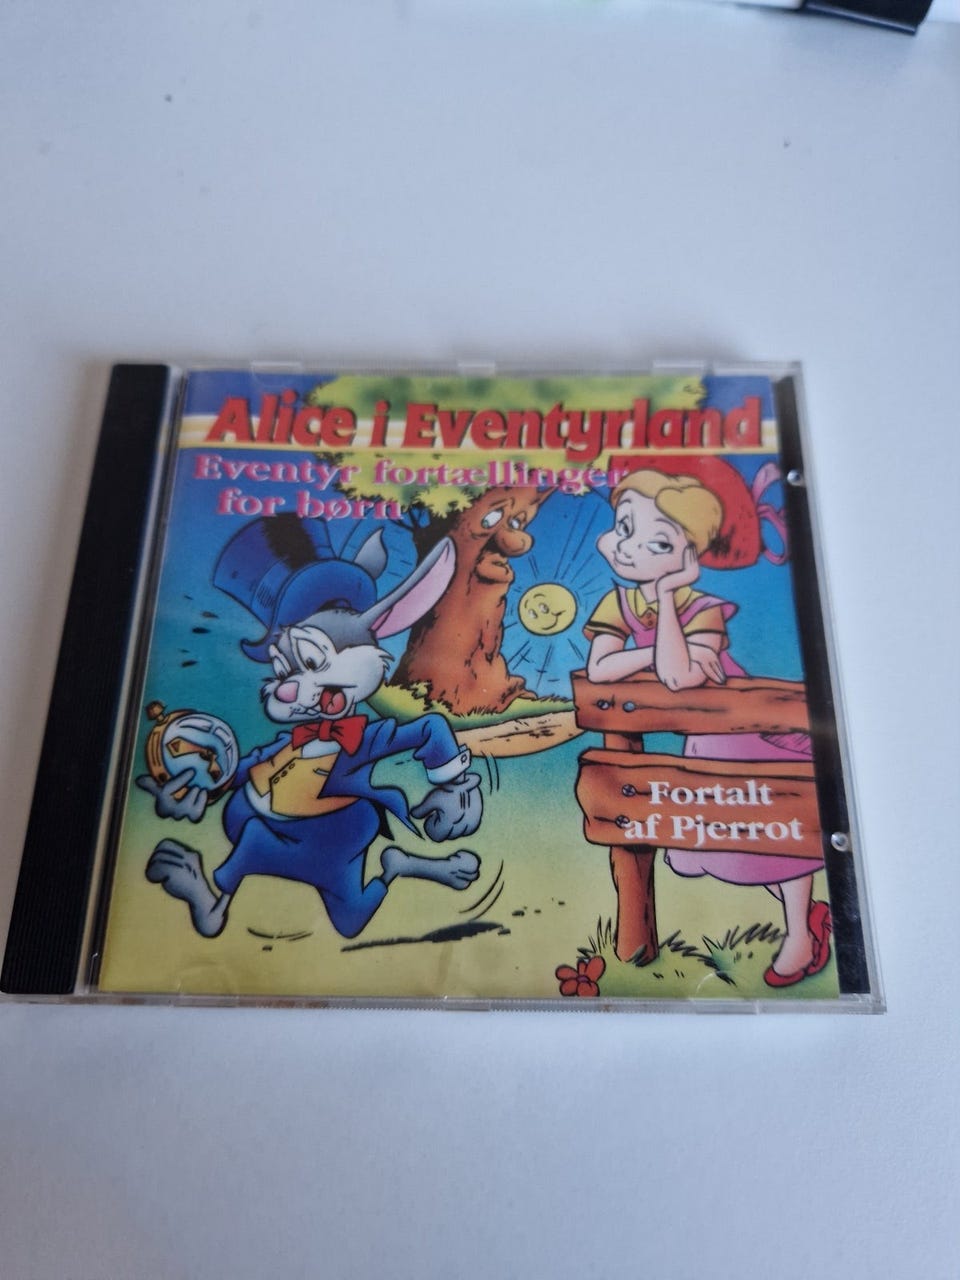 Alice i Eventyrland
Eventyr fortællinger
for børn
Fortalt
af Pjerrot